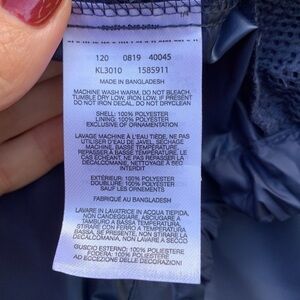 120 0819 40045
KL3010 1585911
MADE IN BANGLADESH
MACHINE WASH WARM, DO NOT BLEACH,
TUMBLE DRY LOW, IRON LOW, IF PRESENT
DO NOT IRON DECAL, DO NOT DRYCLEAN
SHELL: 100% POLYESTER
LINING: 100% POLYESTER
EXCLUSIVE OF ORNAMENTATION
LAVAGE MACHINE À L'EAU TIÈDE, NE PAS
UTILISER D'EAU DE JAVEL, SÉCHAGE
MACHINE, BASSE TEMPÉRATURE,
REPASSER À BASSE TEMPÉRATURE, LE
CAS ÉCHÉANT, NE PAS REPASSER LA
DÉCALCOMANIE, NETTOYAGE À SEC
INTERDIT
EXTÉRIEUR: 100% POLYESTER
DOUBLURE: 100% POLYESTER
SAUF LES ORNEMENTS
FABRIQUÉ AU BANGLADESH
LAVARE IN LAVATRICE IN ACQUA TIEPIDA,
NON CANDEGGIARE, ASCIUGARE A
TAMBURO A BASSA TEMPERATURA,
STIRARE CON FERRO A TEMPERATURA
BASSA, SE PRESENTE, NON STIRARE LA
DECALCOMANIA, NON LAVARE A SECCO
GUSCIO ESTERNO: 100% POLIESTERE
FODERA: 100% POLIESTERE
AD ECCEZIONE DELLE DECORAZIONI